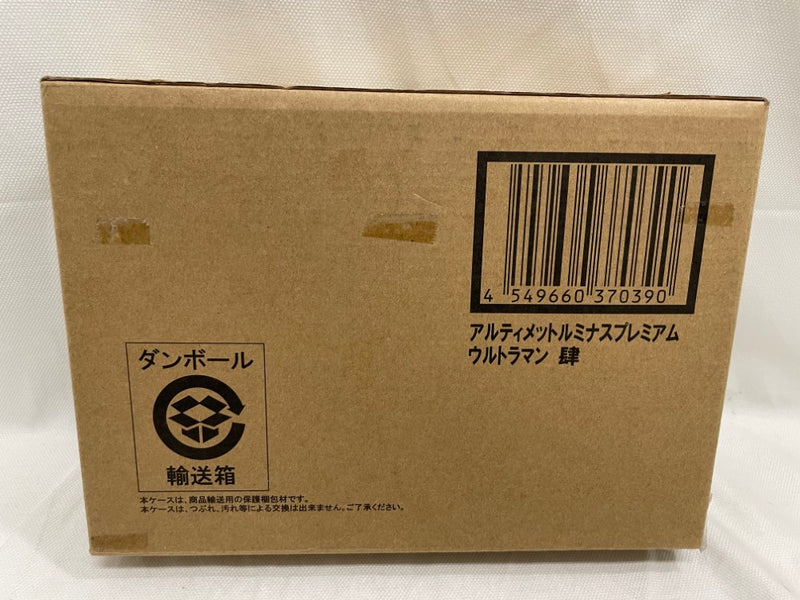 4 549660 370390
アルティメットルミナスプレミアム
ウルトラマン 肆
ダンボール
輸送箱
本ケースは、商品輸送用の保護梱包材です。
本ケースは、つぶれ、汚れ等による交換は出来ません。ご了承ください。